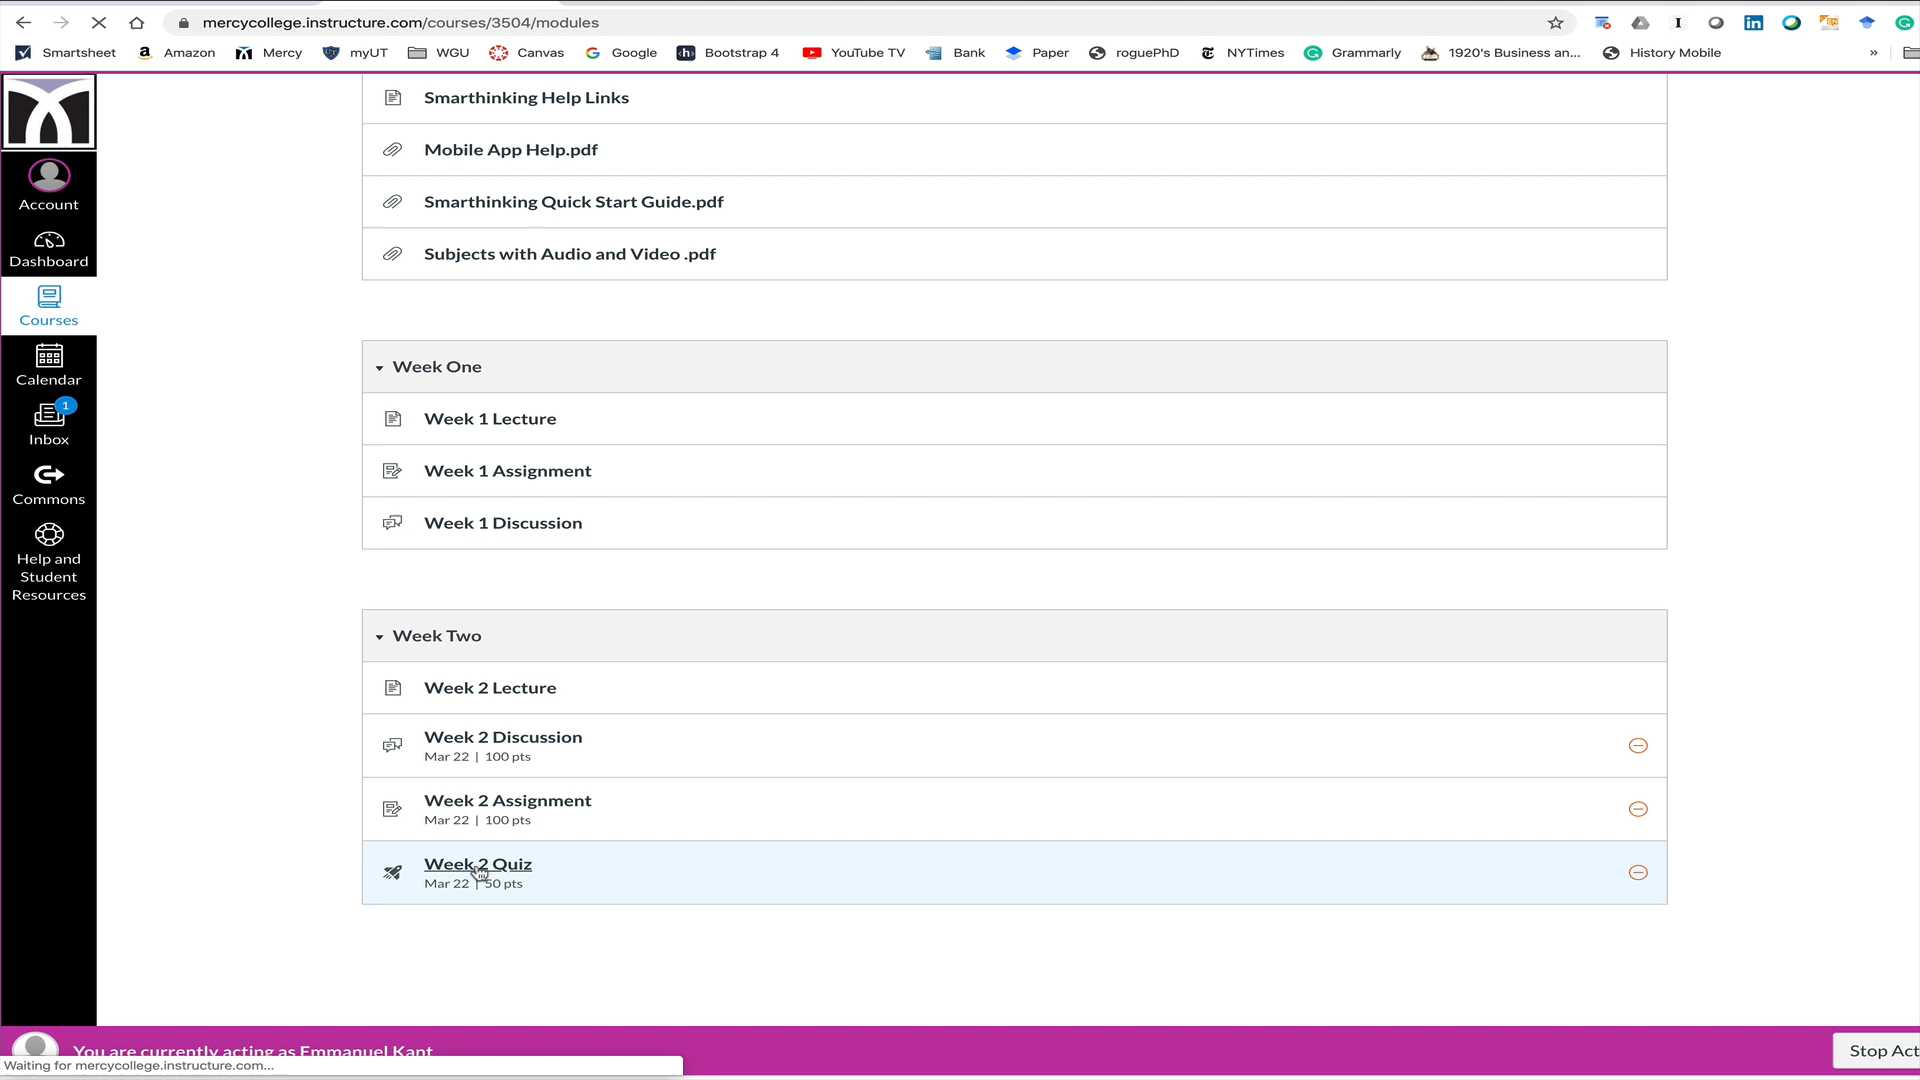 mercycollege.instructure.com/courses/3504/modules
Smartsheet Amazon Mercy myUT WGU Canvas Google Bootstrap 4 YouTube TV Bank Paper roguePhD NYTimes Grammarly 1920's Business an... History Mobile »
Smarthinking Help Links
Mobile App Help.pdf
Smarthinking Quick Start Guide.pdf
Subjects with Audio and Video .pdf
Account
Dashboard
Courses
Calendar
1
Inbox
Commons
Help and
Student
Resources
Week One
Week 1 Lecture
Week 1 Assignment
Week 1 Discussion
Week Two
Week 2 Lecture
Week 2 Discussion
Mar 22 | 100 pts
Week 2 Assignment
Mar 22 | 100 pts
Week 2 Quiz
Mar 22 | 50 pts
You are currently acting as Emmanuel Kant
Stop Act
Waiting for mercycollege.instructure.com...